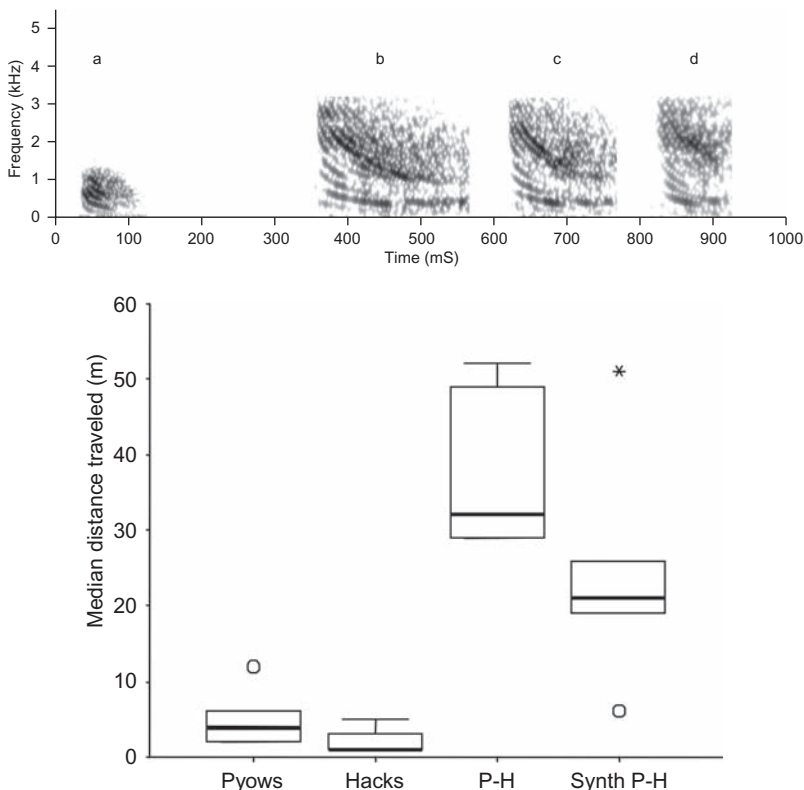 Frequency (kHz)
5
4
3
2
1
0
a
b
c
d
0 100 200 300 400 500 600 700 800 900 1000
Time (mS)
Median distance traveled (m)
60
50
40
30
20
10
0
*
Pyows Hacks P-H Synth P-H